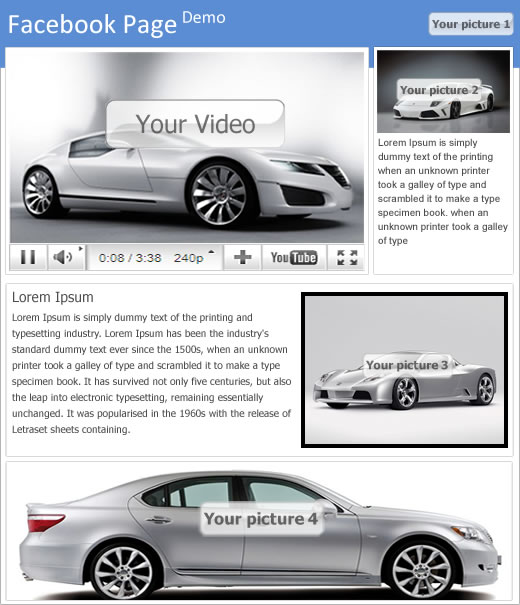 Facebook Page Demo
Your picture 1
Your Video
0:08 / 3:38 240p
YouTube
Your picture 2
Lorem Ipsum is simply
dummy text of the printing
when an unknown printer
took a galley of type and
scrambled it to make a type
specimen book. when an
unknown printer took a galley
of type
Lorem Ipsum
Lorem Ipsum is simply dummy text of the printing and
typesetting industry. Lorem Ipsum has been the industry's
standard dummy text ever since the 1500s, when an unknown
printer took a galley of type and scrambled it to make a type
specimen book. It has survived not only five centuries, but also
the leap into electronic typesetting, remaining essentially
unchanged. It was popularised in the 1960s with the release of
Letraset sheets containing.
Your picture 3
Your picture 4